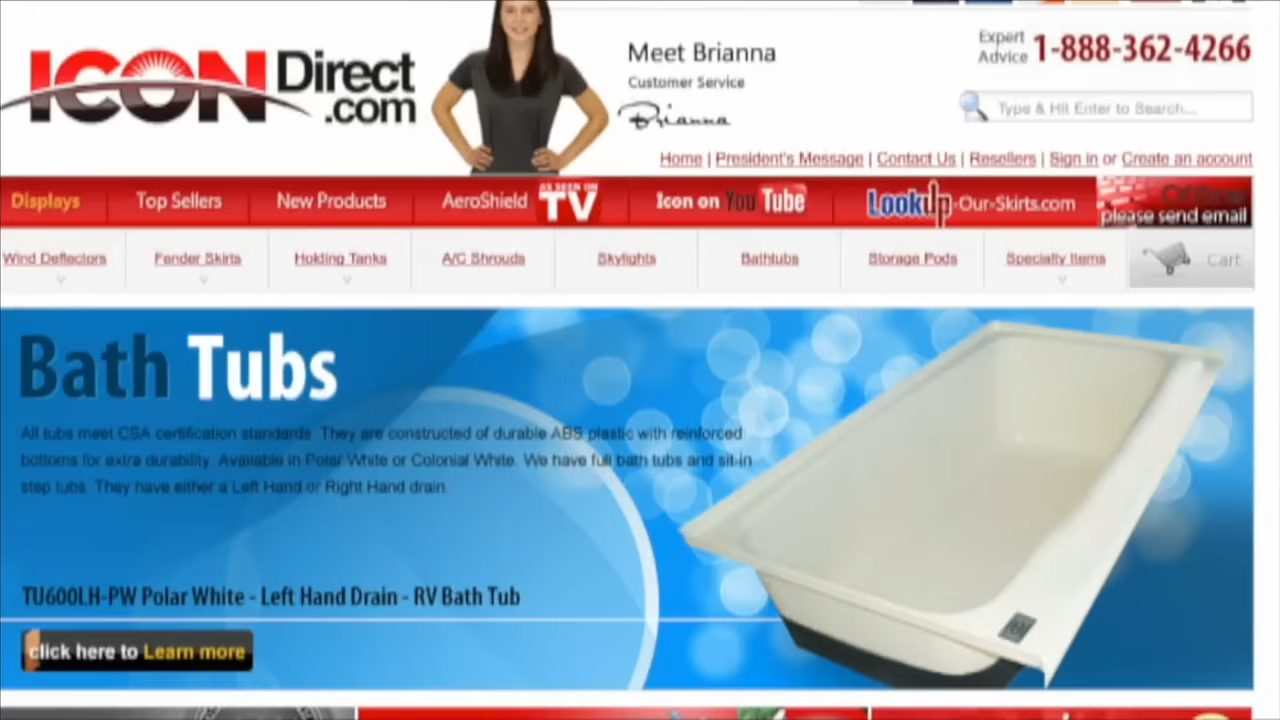 ICON Direct .com
Meet Brianna
Customer Service
Brianna
Expert Advice 1-888-362-4266
Type & Hit Enter to Search...
Home | President's Message | Contact Us | Resellers | Sign in or Create an account
Displays Top Sellers New Products AeroShield AS SEEN ON TV Icon on YouTube LookUp-Our-Skirts.com Offline please send email
Wind Deflectors Fender Skirts Holding Tanks A/C Shrouds Skylights Bathtubs Storage Pods Specialty Items Cart
Bath Tubs
All tubs meet CSA certification standards. They are constructed of durable ABS plastic with reinforced
bottoms for extra durability. Available in Polar White or Colonial White. We have full bath tubs and sit-in
step tubs. They have either a Left Hand or Right Hand drain.
TU600LH-PW Polar White - Left Hand Drain - RV Bath Tub
click here to Learn more